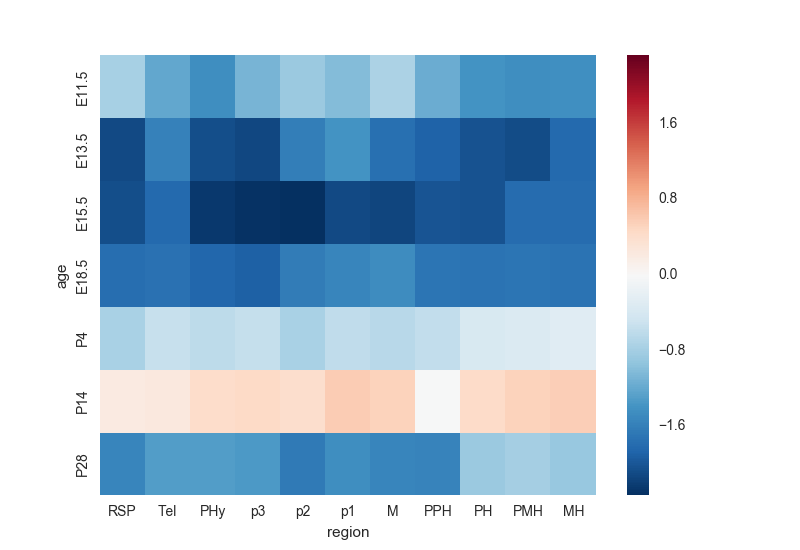 age
E11.5
E13.5
E15.5
E18.5
P4
P14
P28
RSP Tel PHy p3 p2 p1 M PPH PH PMH MH
region
1.6
0.8
0.0
−0.8
−1.6